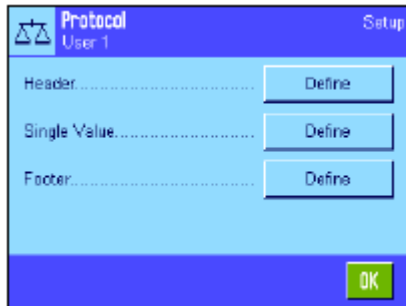 Protocol
Setup
User 1
Header.............................................. Define
Single Value.................................... Define
Footer............................................... Define
OK